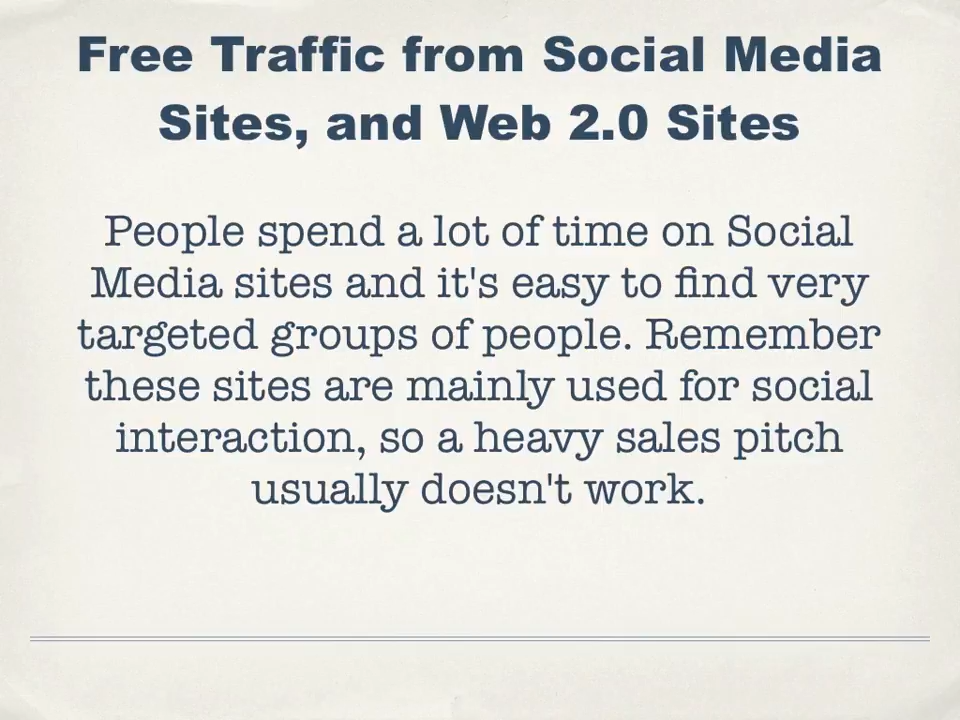 Free Traffic from Social Media
Sites, and Web 2.0 Sites
People spend a lot of time on Social
Media sites and it's easy to find very
targeted groups of people. Remember
these sites are mainly used for social
interaction, so a heavy sales pitch
usually doesn't work.